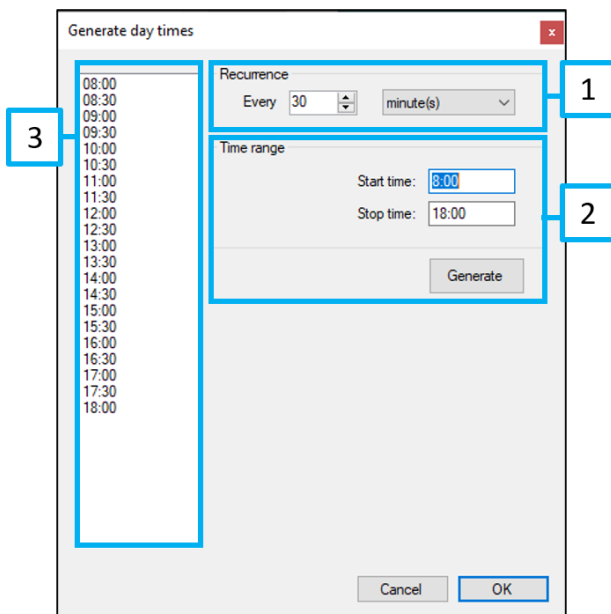 Generate day times
x
Recurrence
Every 30 minute(s)
1
Time range
Start time: 8:00
Stop time: 18:00
2
Generate
3
08:00
08:30
09:00
09:30
10:00
10:30
11:00
11:30
12:00
12:30
13:00
13:30
14:00
14:30
15:00
15:30
16:00
16:30
17:00
17:30
18:00
Cancel OK